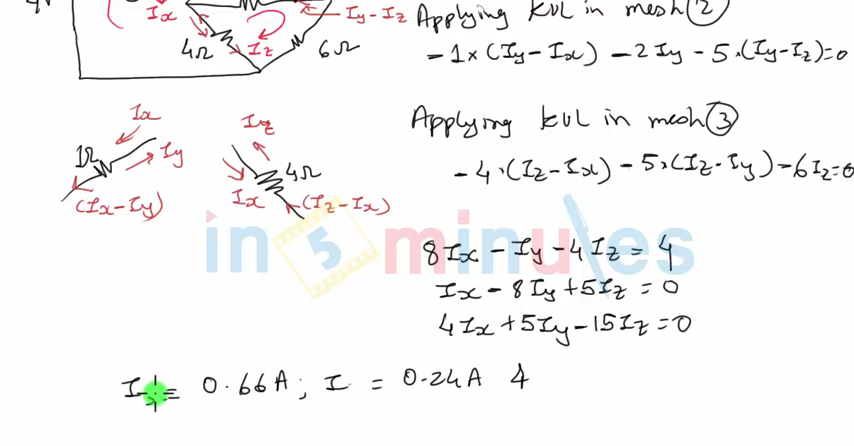 Applying KVL in mesh ②
Ix
Iy - Iz
4Ω
Iz
6Ω
- 1 × (Iy - Ix) - 2Iy - 5·(Iy - Iz) = 0
Ix
Iy
1Ω
(Ix - Iy)
Iz
4Ω
Ix
(Iz - Ix)
Applying KVL in mesh ③
- 4·(Iz - Ix) - 5×(Iz - Iy) - 6Iz = 0
in 5 minutes
8Ix - Iy - 4Iz = 4
Ix - 8Iy + 5Iz = 0
4Ix + 5Iy - 15Iz = 0
= 0.66A ; I = 0.24A 4